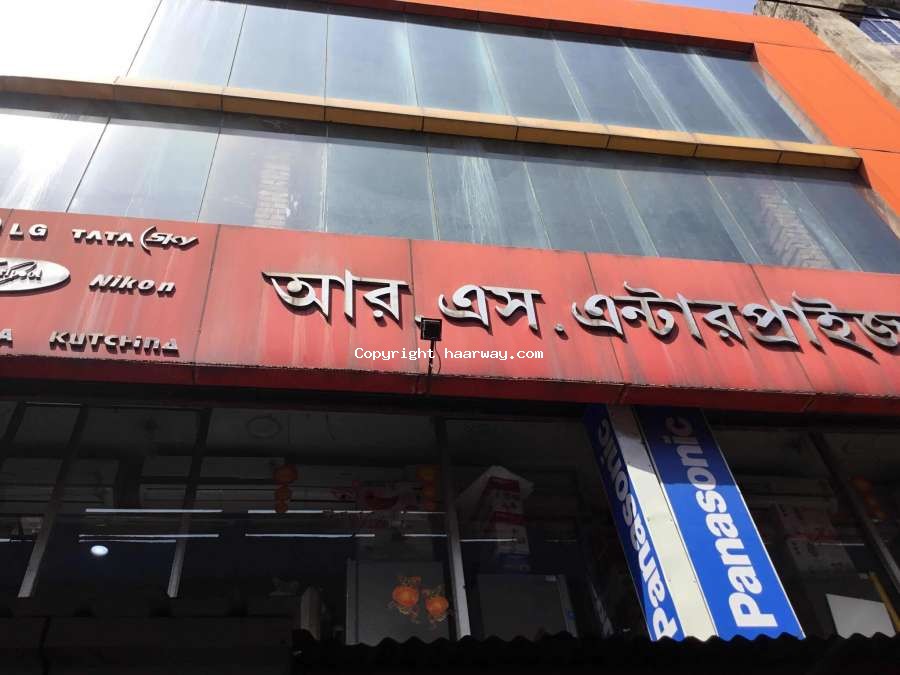 LG TATA Sky
Nikon
KUTCHINA
আর.এস.এন্টারপ্রাইজ
Copyright haarway.com
Panasonic
Panasonic